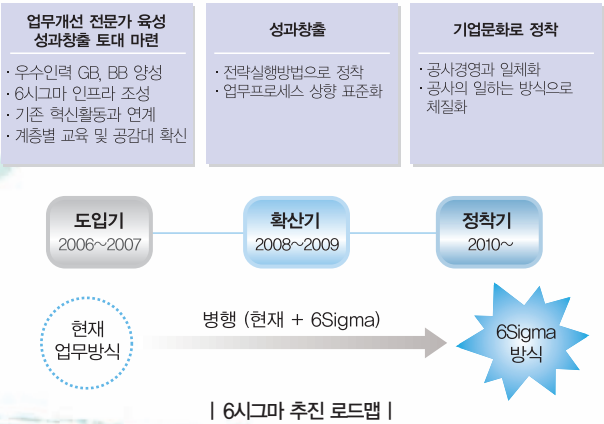 업무개선 전문가 육성
성과창출 토대 마련
· 우수인력 GB, BB 양성
· 6시그마 인프라 조성
· 기존 혁신활동과 연계
· 계층별 교육 및 공감대 확신
성과창출
· 전략실행방법으로 정착
· 업무프로세스 상향 표준화
기업문화로 정착
· 공사경영과 일체화
· 공사의 일하는 방식으로
체질화
도입기
2006~2007
확산기
2008~2009
정착기
2010~
현재
업무방식
병행 (현재 + 6Sigma)
6Sigma
방식
| 6시그마 추진 로드맵 |